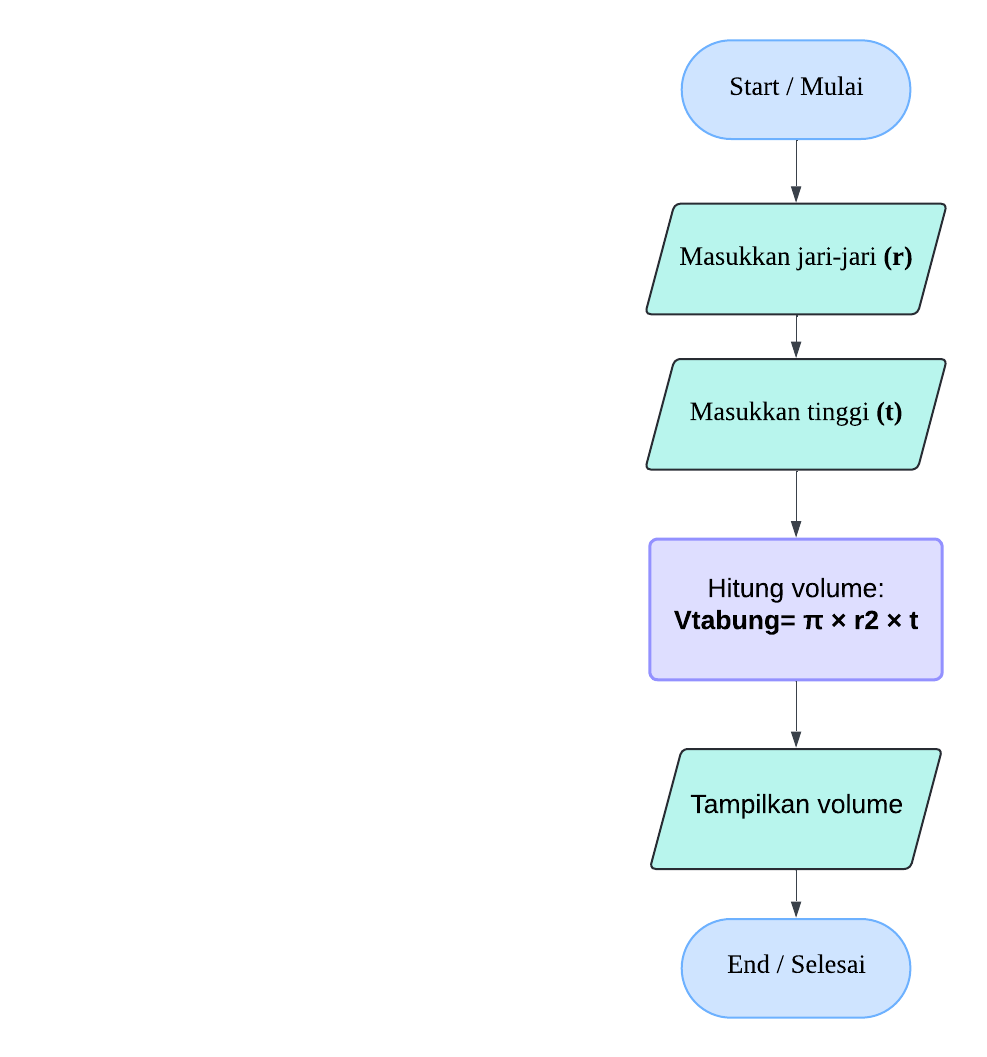 Start / Mulai
Masukkan jari-jari (r)
Masukkan tinggi (t)
Hitung volume:
Vtabung= π × r2 × t
Tampilkan volume
End / Selesai